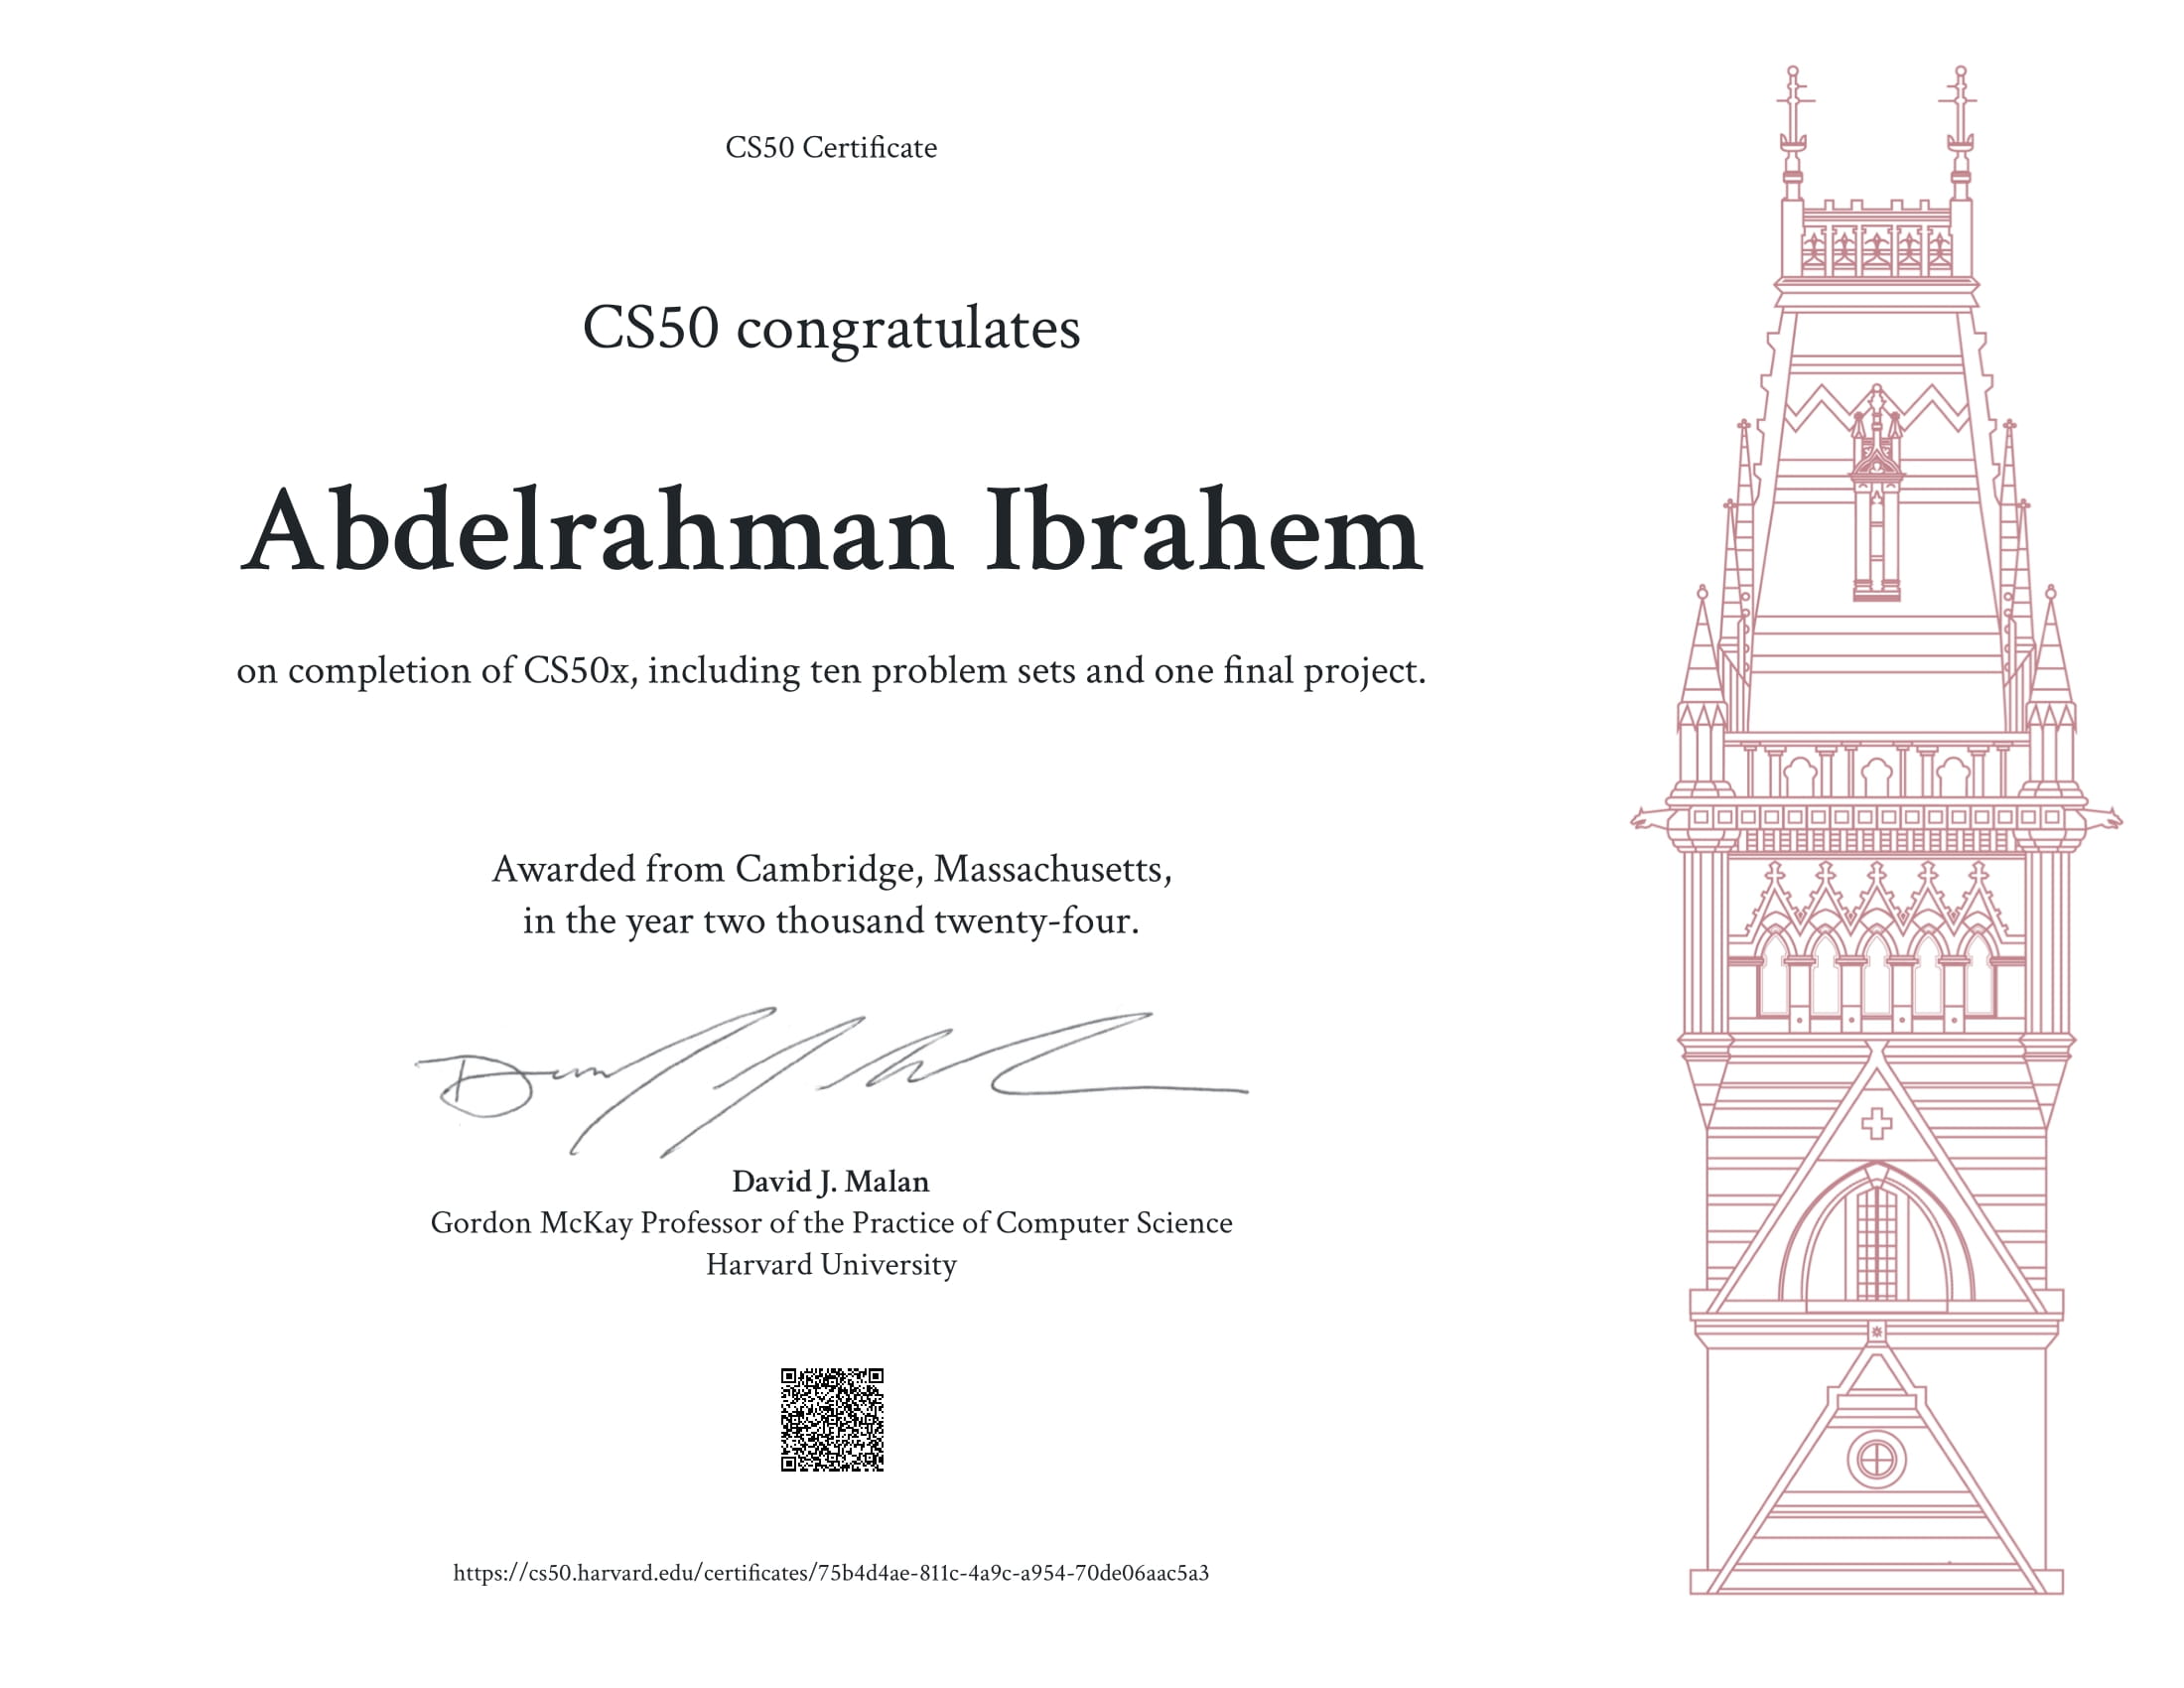 CS50 Certificate
CS50 congratulates
Abdelrahman Ibrahem
on completion of CS50x, including ten problem sets and one final project.
Awarded from Cambridge, Massachusetts,
in the year two thousand twenty-four.
David J. Malan
Gordon McKay Professor of the Practice of Computer Science
Harvard University
https://cs50.harvard.edu/certificates/75b4d4ae-811c-4a9c-a954-70de06aac5a3